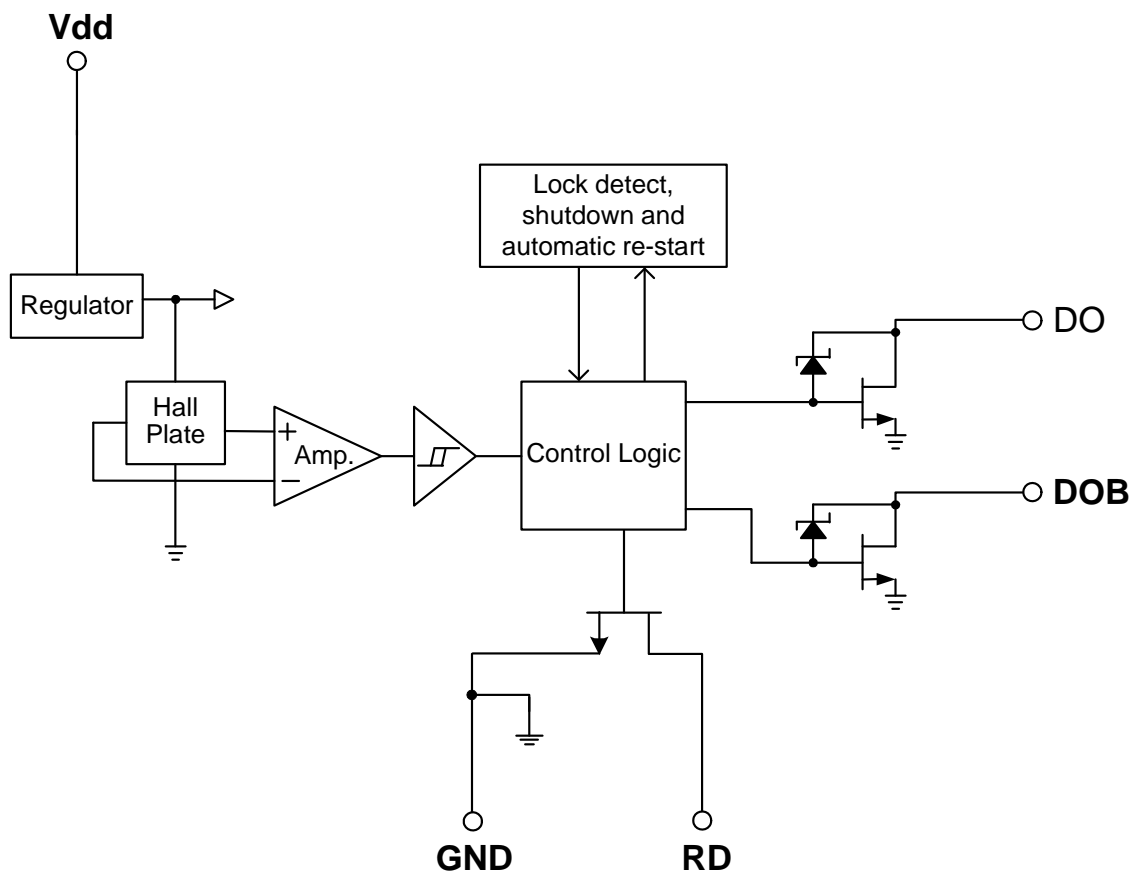 Vdd
Lock detect,
shutdown and
automatic re-start
Regulator
DO
Hall
Plate
+
Amp.
−
Control Logic
DOB
GND
RD